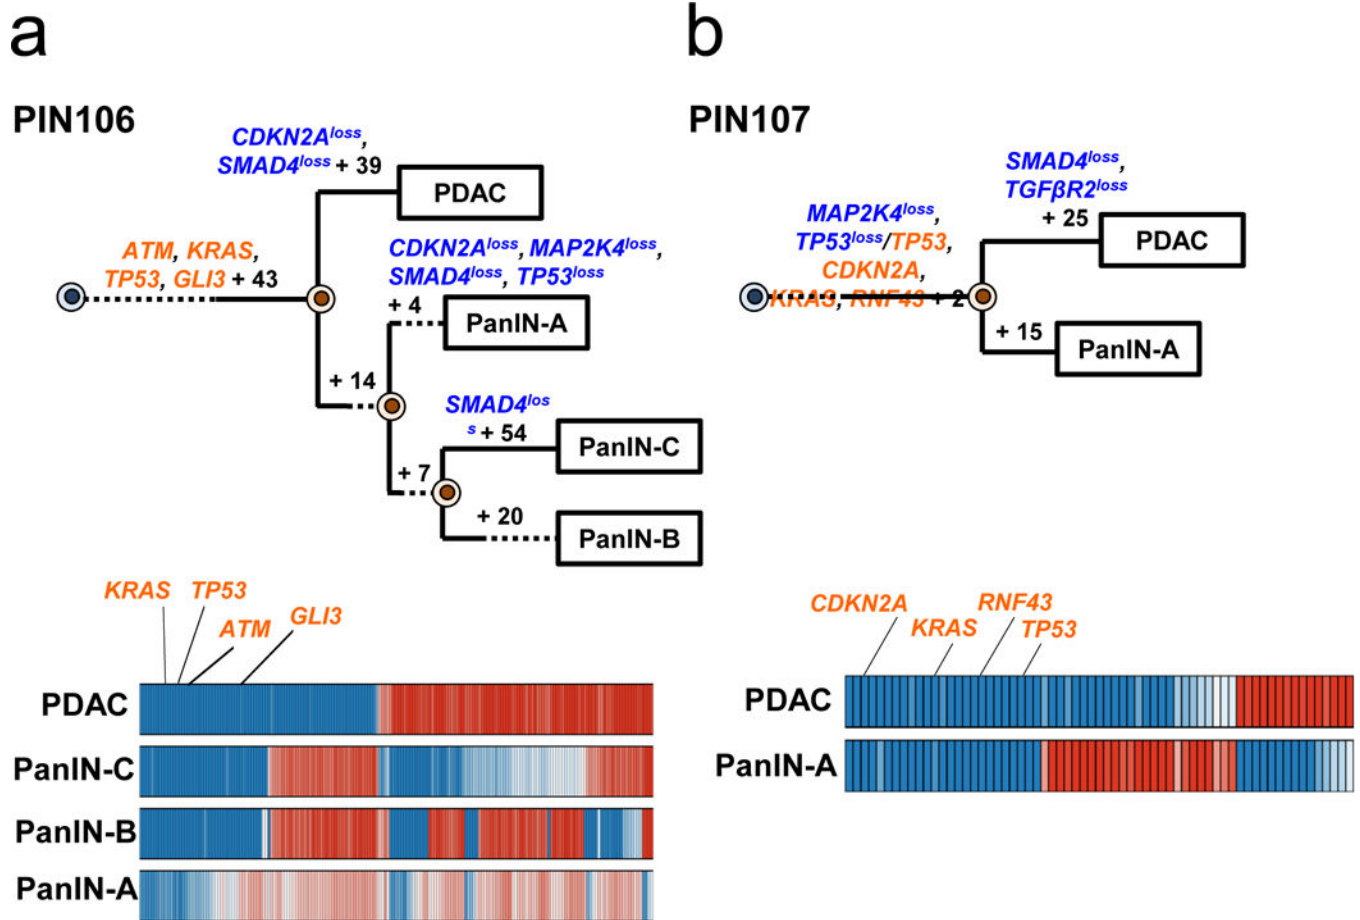 a
PIN106
CDKN2Aloss,
SMAD4loss + 39
PDAC
ATM, KRAS,
TP53, GLI3 + 43
CDKN2Aloss, MAP2K4loss,
SMAD4loss, TP53loss
+ 4
PanIN-A
+ 14
SMAD4los
s + 54
PanIN-C
+ 7
+ 20
PanIN-B
KRAS
TP53
ATM
GLI3
PDAC
PanIN-C
PanIN-B
PanIN-A
b
PIN107
SMAD4loss,
TGFβR2loss
+ 25
PDAC
MAP2K4loss,
TP53loss/TP53,
CDKN2A,
KRAS, RNF43 + 2
+ 15
PanIN-A
CDKN2A
KRAS
RNF43
TP53
PDAC
PanIN-A